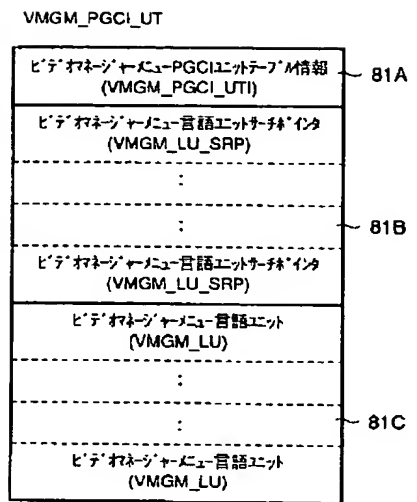 VMGM_PGCI_UT
ビデオマネージャーメニューPGCIユニットテーブル情報
(VMGM_PGCI_UTI)
81A
ビデオマネージャーメニュー言語ユニットサーチポインタ
(VMGM_LU_SRP)
:
:
81B
ビデオマネージャーメニュー言語ユニットサーチポインタ
(VMGM_LU_SRP)
ビデオマネージャーメニュー言語ユニット
(VMGM_LU)
:
:
81C
ビデオマネージャーメニュー言語ユニット
(VMGM_LU)